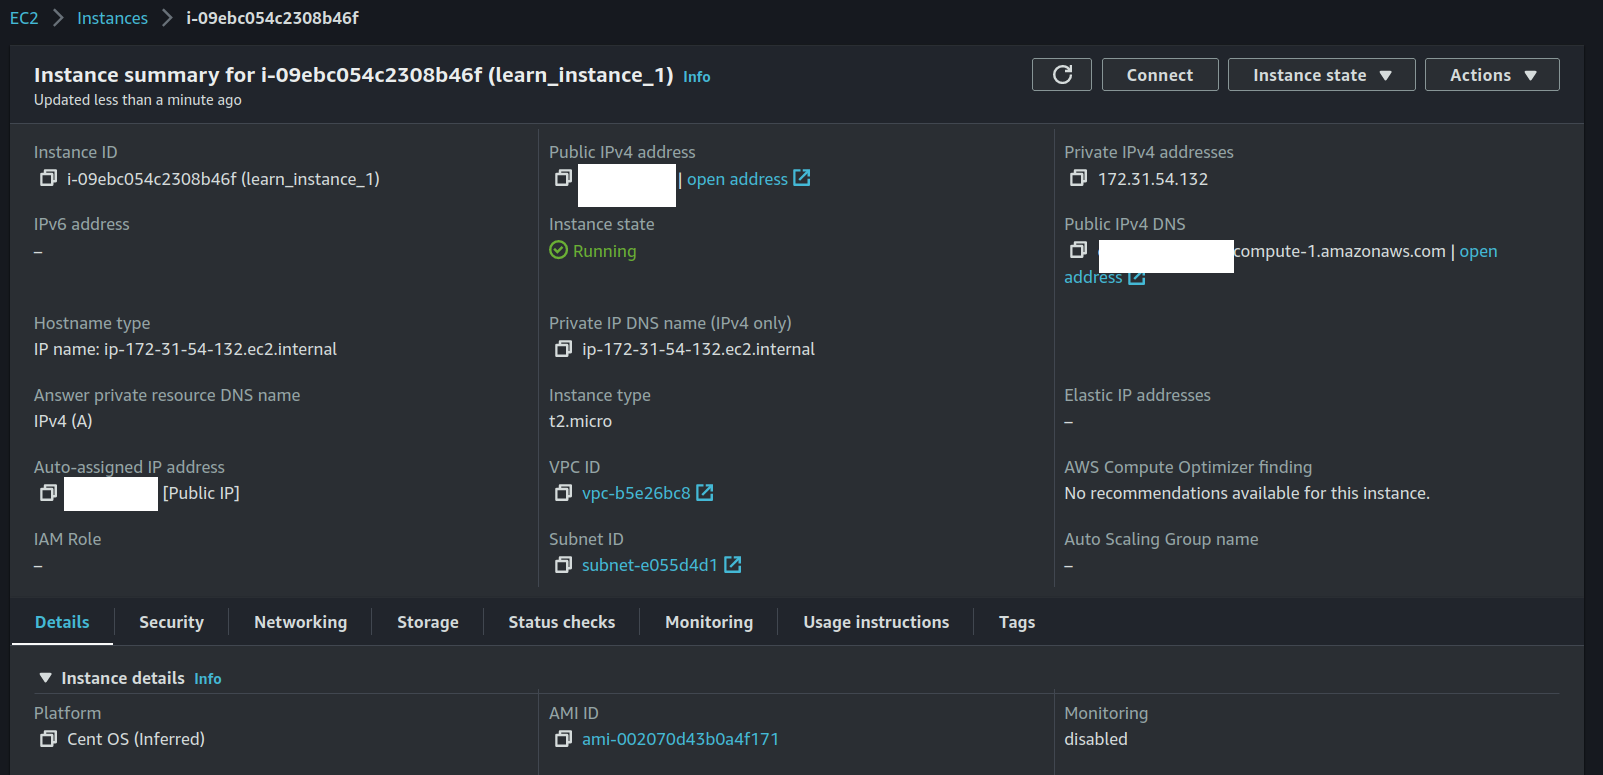 EC2 > Instances > i-09ebc054c2308b46f
Instance summary for i-09ebc054c2308b46f (learn_instance_1) Info
Updated less than a minute ago
Connect
Instance state
Actions
Instance ID
i-09ebc054c2308b46f (learn_instance_1)
Public IPv4 address
| open address
Private IPv4 addresses
172.31.54.132
IPv6 address
–
Instance state
Running
Public IPv4 DNS
compute-1.amazonaws.com | open
address
Hostname type
IP name: ip-172-31-54-132.ec2.internal
Private IP DNS name (IPv4 only)
ip-172-31-54-132.ec2.internal
Answer private resource DNS name
IPv4 (A)
Instance type
t2.micro
Elastic IP addresses
–
Auto-assigned IP address
[Public IP]
VPC ID
vpc-b5e26bc8
AWS Compute Optimizer finding
No recommendations available for this instance.
IAM Role
–
Subnet ID
subnet-e055d4d1
Auto Scaling Group name
–
Details Security Networking Storage Status checks Monitoring Usage instructions Tags
Instance details Info
Platform
Cent OS (Inferred)
AMI ID
ami-002070d43b0a4f171
Monitoring
disabled